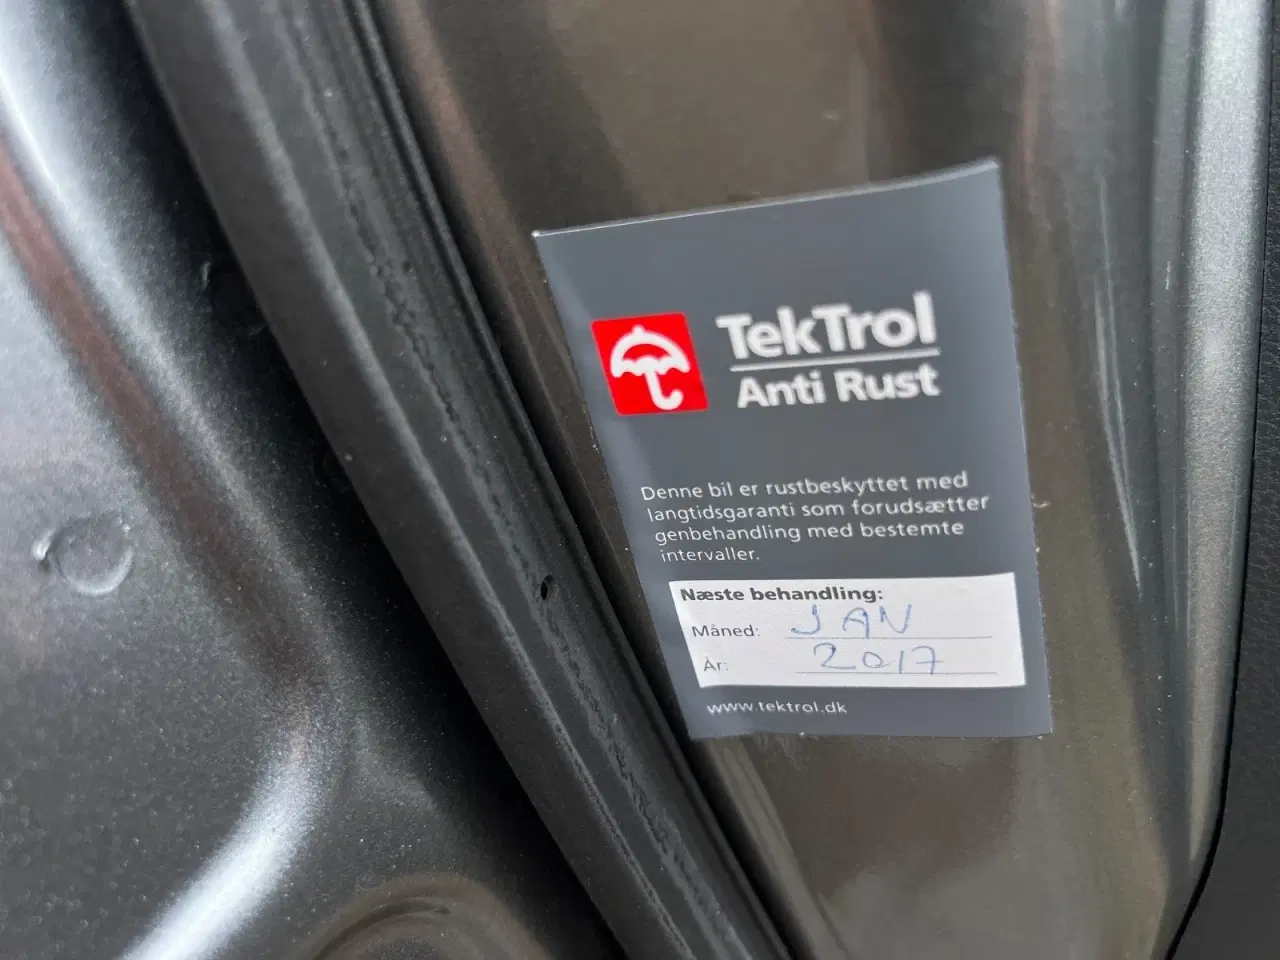 TekTrol
Anti Rust
Denne bil er rustbeskyttet med
langtidsgaranti som forudsætter
genbehandling med bestemte
intervaller.
Næste behandling:
Måned: JAN
År: 2017
www.tektrol.dk